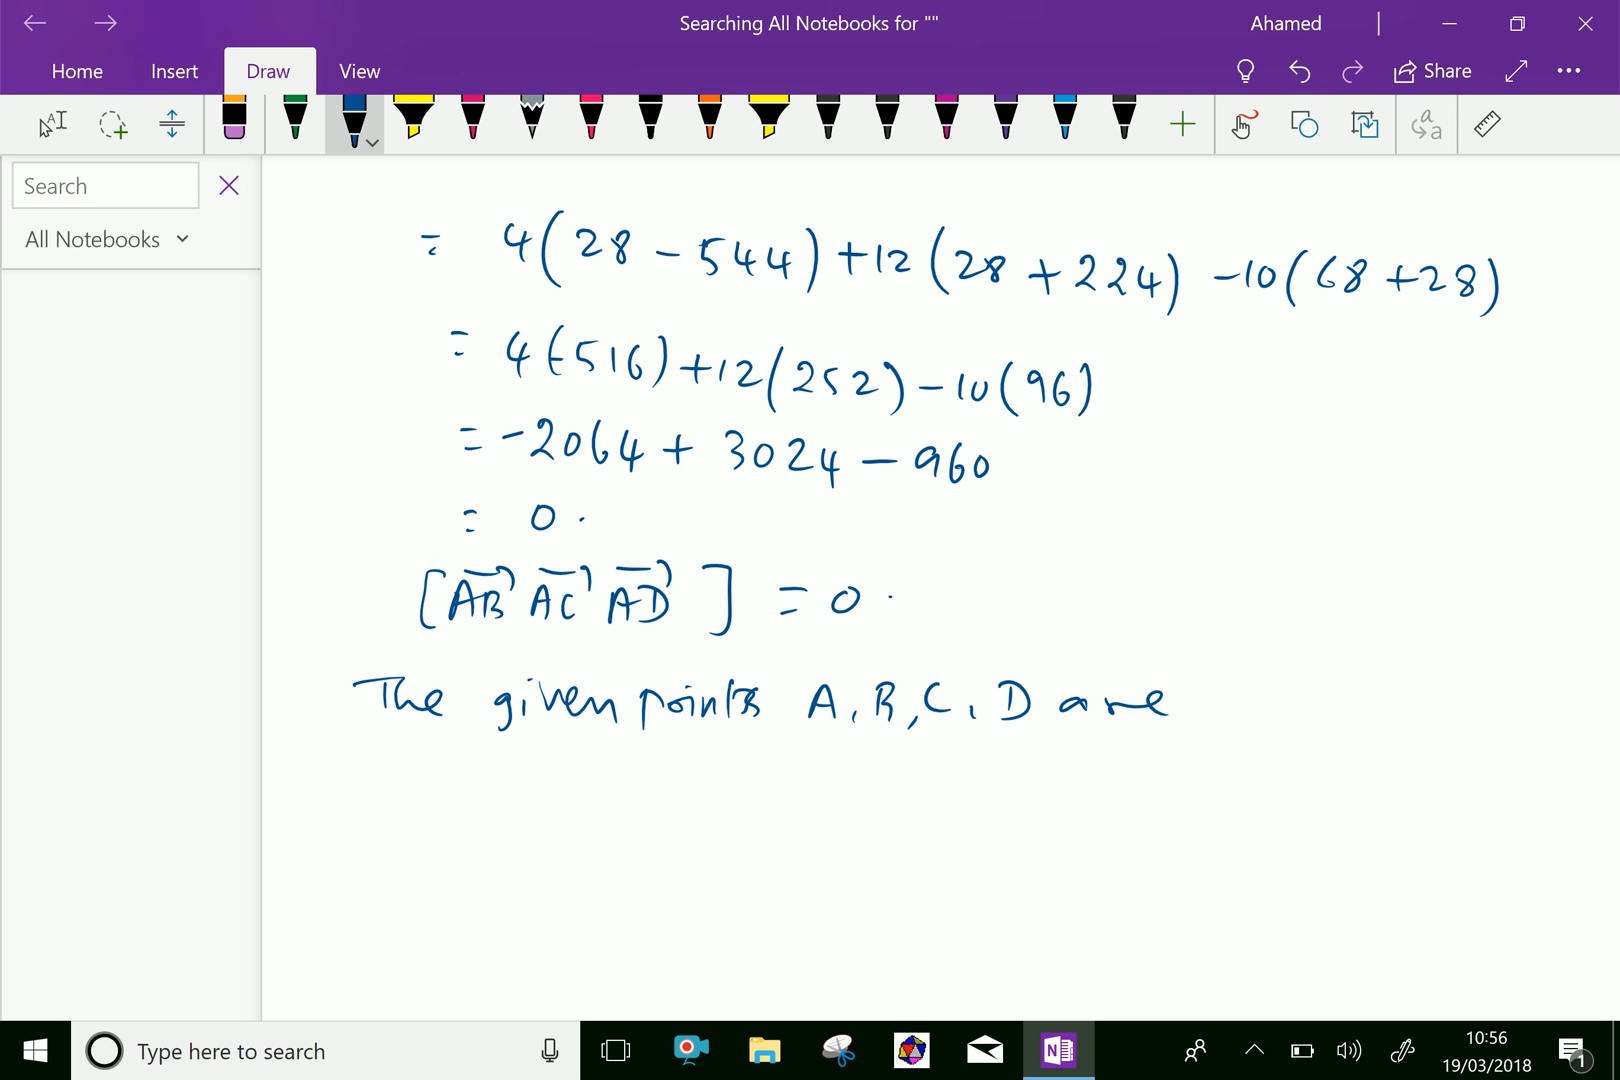 Searching All Notebooks for ""
Ahamed
Home Insert Draw View
Share
Search
All Notebooks
= 4(28 - 544) + 12(28 + 224) - 10(68 + 28)
= 4(-516) + 12(252) - 10(96)
= -2064 + 3024 - 960
= 0.
[AB⃗ AC⃗ AD⃗] = 0.
The given points A, B, C, D are
Type here to search
10:56
19/03/2018
1